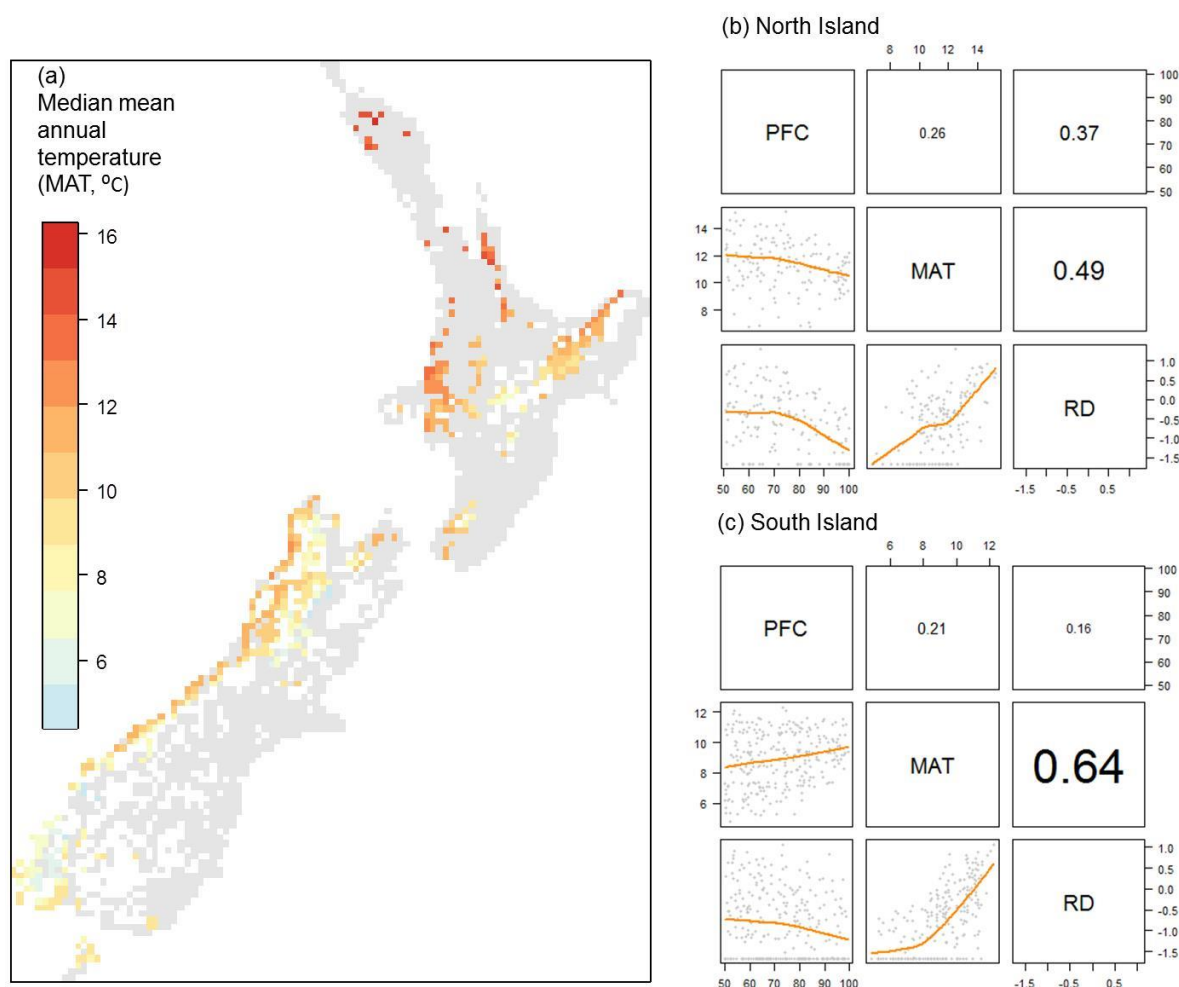 (a)
Median mean
annual
temperature
(MAT, ⁰C)
16
14
12
10
8
6
(b) North Island
8 10 12 14
PFC 0.26 0.37
100
90
80
70
60
50
14
12
10
8
MAT 0.49
RD
1.0
0.5
0.0
-0.5
-1.0
-1.5
50 60 70 80 90 100
-1.5 -0.5 0.5
(c) South Island
6 8 10 12
PFC 0.21 0.16
100
90
80
70
60
50
12
10
8
6
MAT 0.64
RD
1.0
0.5
0.0
-0.5
-1.0
-1.5
50 60 70 80 90 100
-1.5 -0.5 0.5